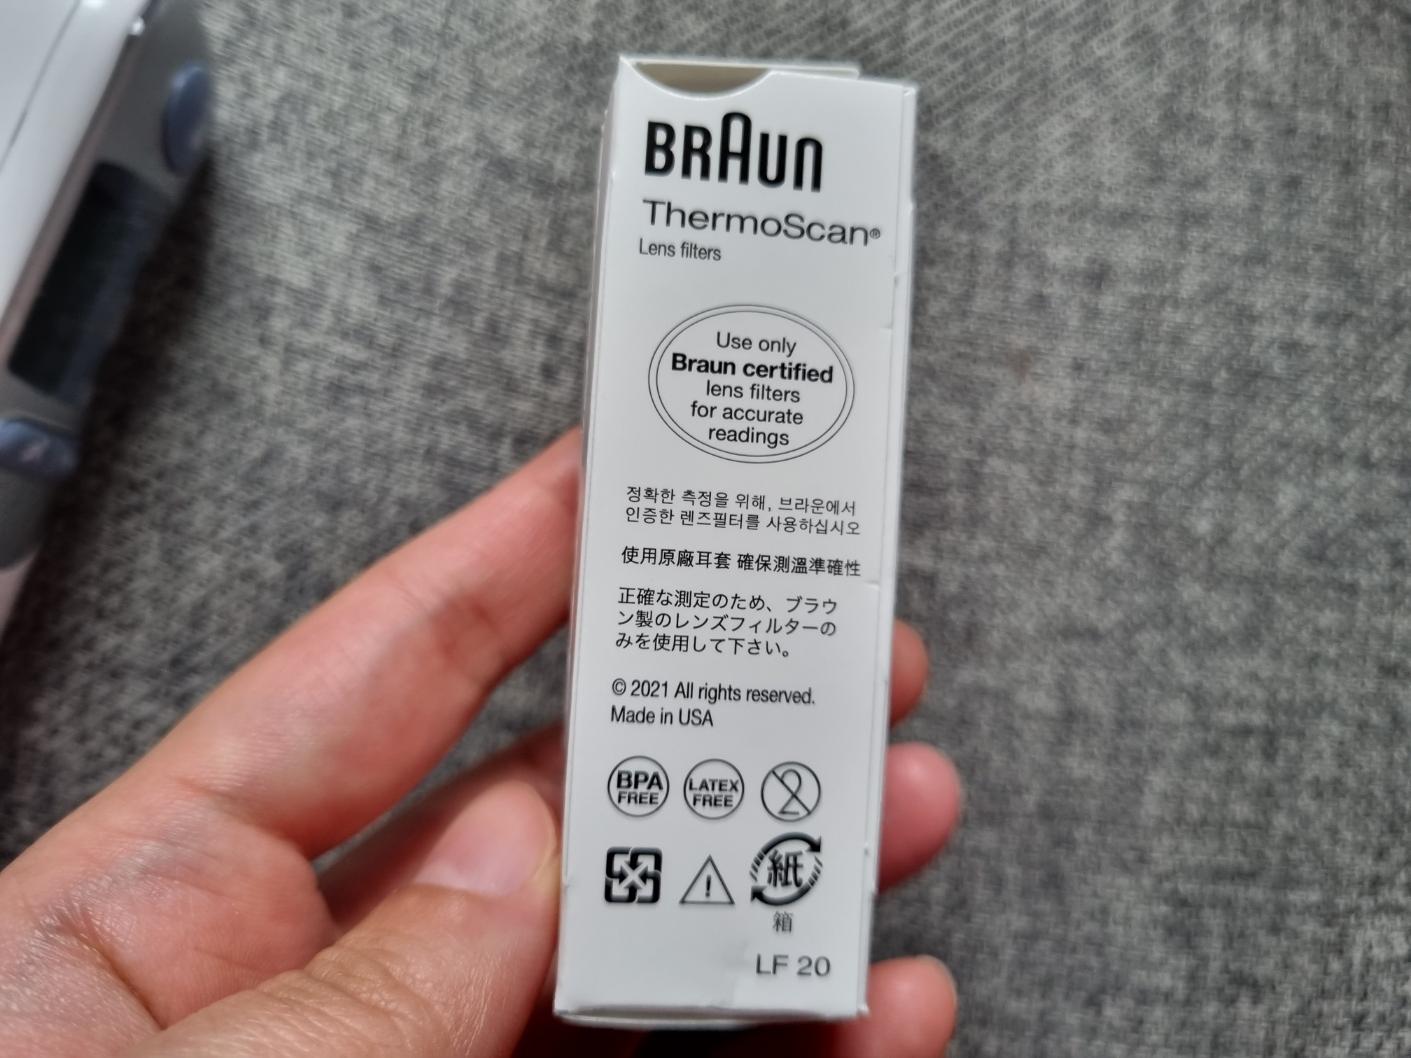 BRAUN
ThermoScan®
Lens filters
Use only
Braun certified
lens filters
for accurate
readings
정확한 측정을 위해, 브라운에서
인증한 렌즈필터를 사용하십시오
使用原廠耳套 確保測溫準確性
正確な測定のため、ブラウ
ン製のレンズフィルターの
みを使用して下さい。
© 2021 All rights reserved.
Made in USA
BPA
FREE
LATEX
FREE
2
紙
箱
LF 20